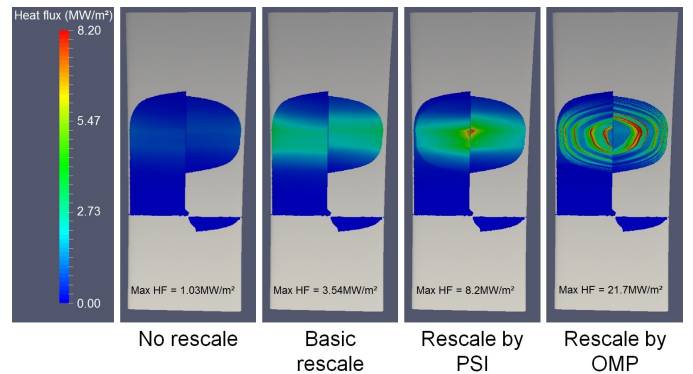 Heat flux (MW/m²)
8.20
5.47
2.73
0.00
Max HF = 1.03MW/m²
Max HF = 3.54MW/m²
Max HF = 8.2MW/m²
Max HF = 21.7MW/m²
No rescale
Basic
rescale
Rescale by
PSI
Rescale by
OMP